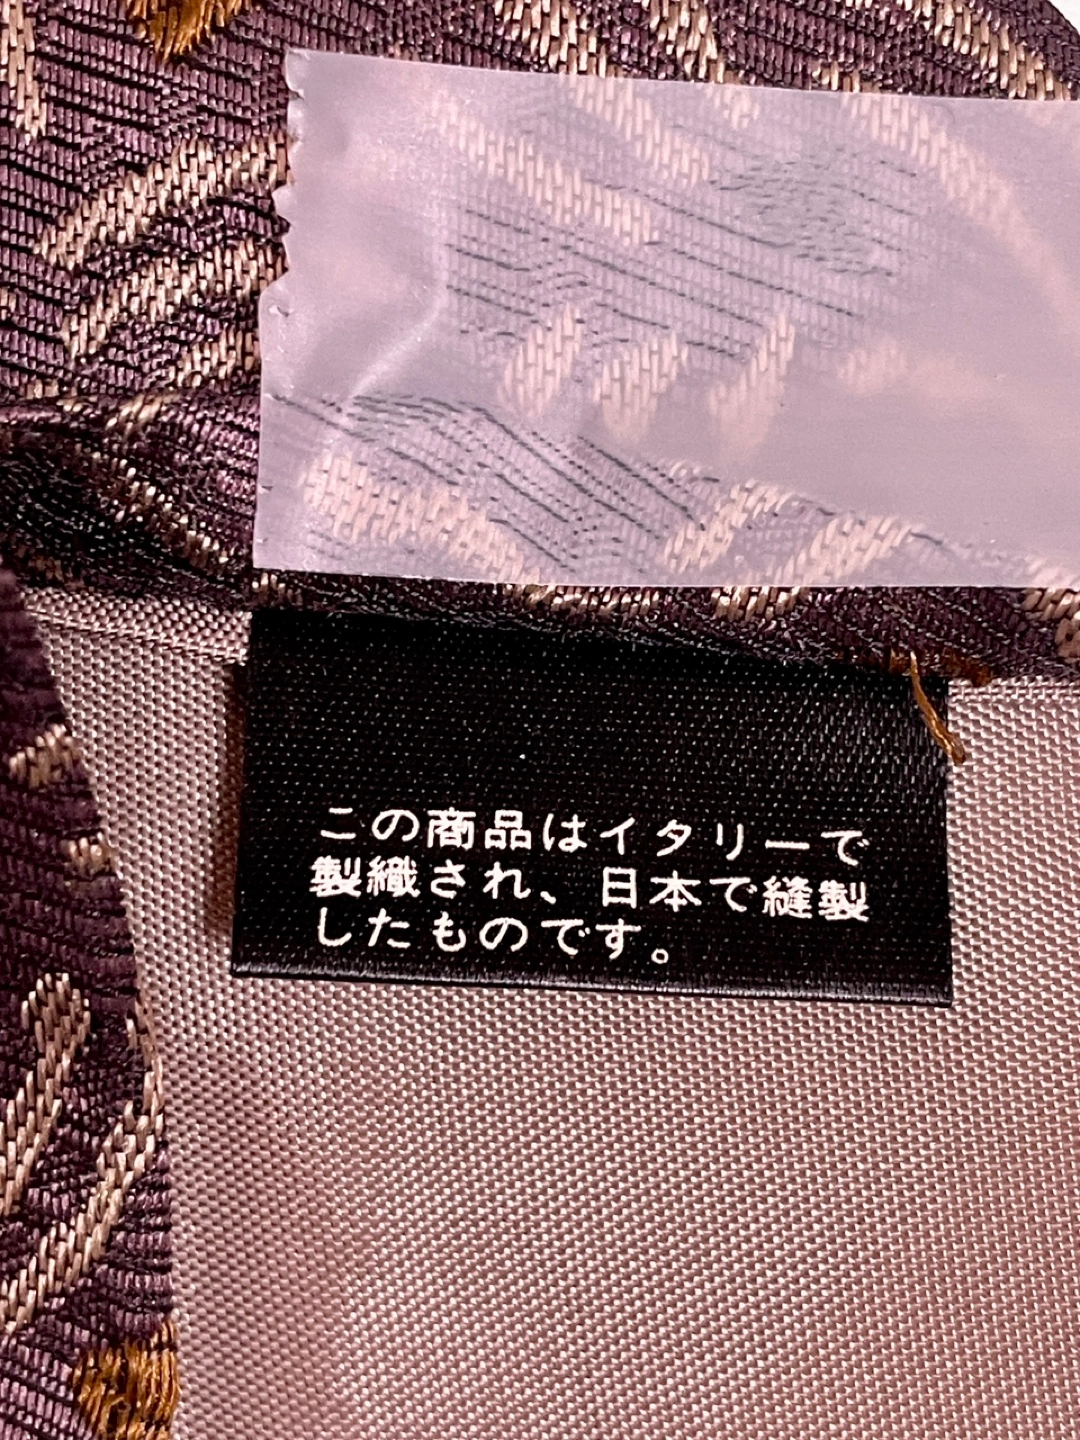 この商品はイタリーで
製織され、日本で縫製
したものです。